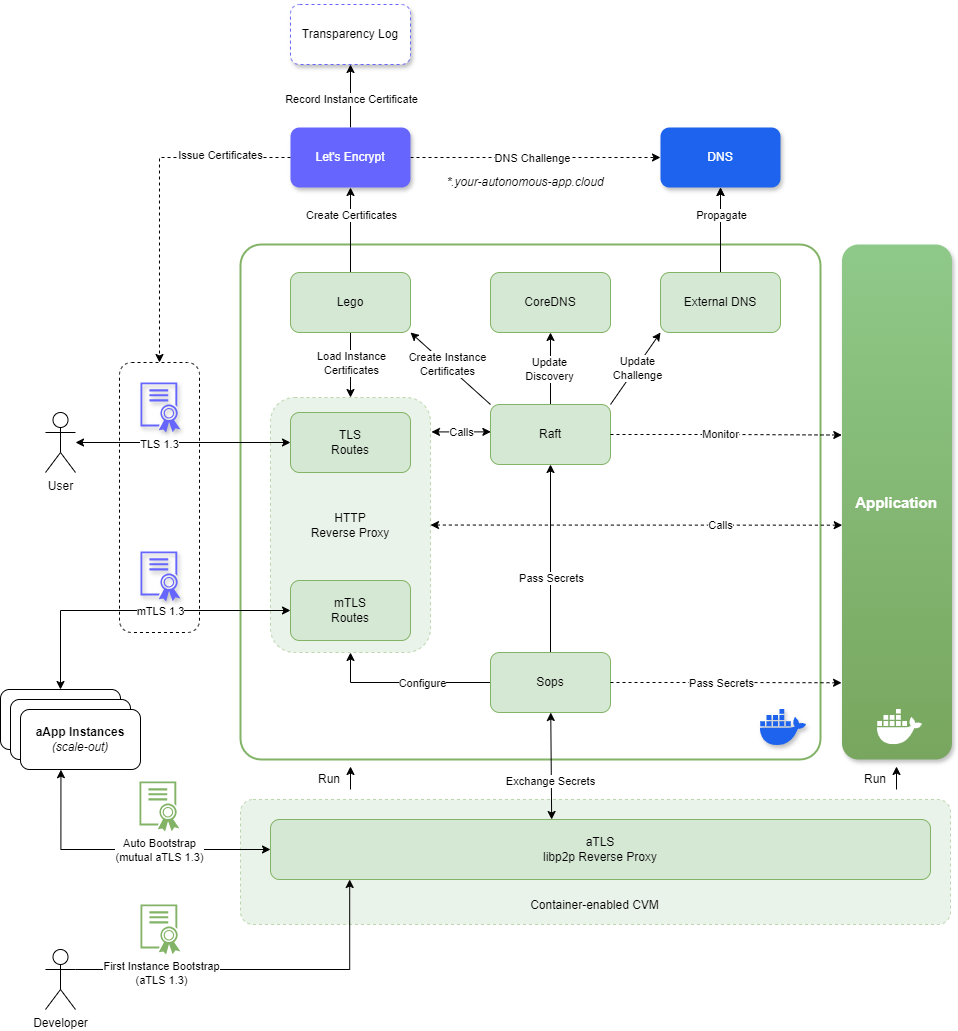 Transparency Log
Record Instance Certificate
Issue Certificates
Let's Encrypt
DNS Challenge
DNS
*.your-autonomous-app.cloud
Create Certificates
Propagate
Lego
CoreDNS
External DNS
Load Instance
Certificates
Create Instance
Certificates
Update
Discovery
Update
Challenge
TLS
Routes
Calls
Raft
Monitor
TLS 1.3
User
Application
HTTP
Reverse Proxy
Calls
Pass Secrets
mTLS
Routes
mTLS 1.3
Configure
Sops
Pass Secrets
aApp Instances
(scale-out)
Run
Exchange Secrets
Run
Auto Bootstrap
(mutual aTLS 1.3)
aTLS
libp2p Reverse Proxy
Container-enabled CVM
First Instance Bootstrap
(aTLS 1.3)
Developer